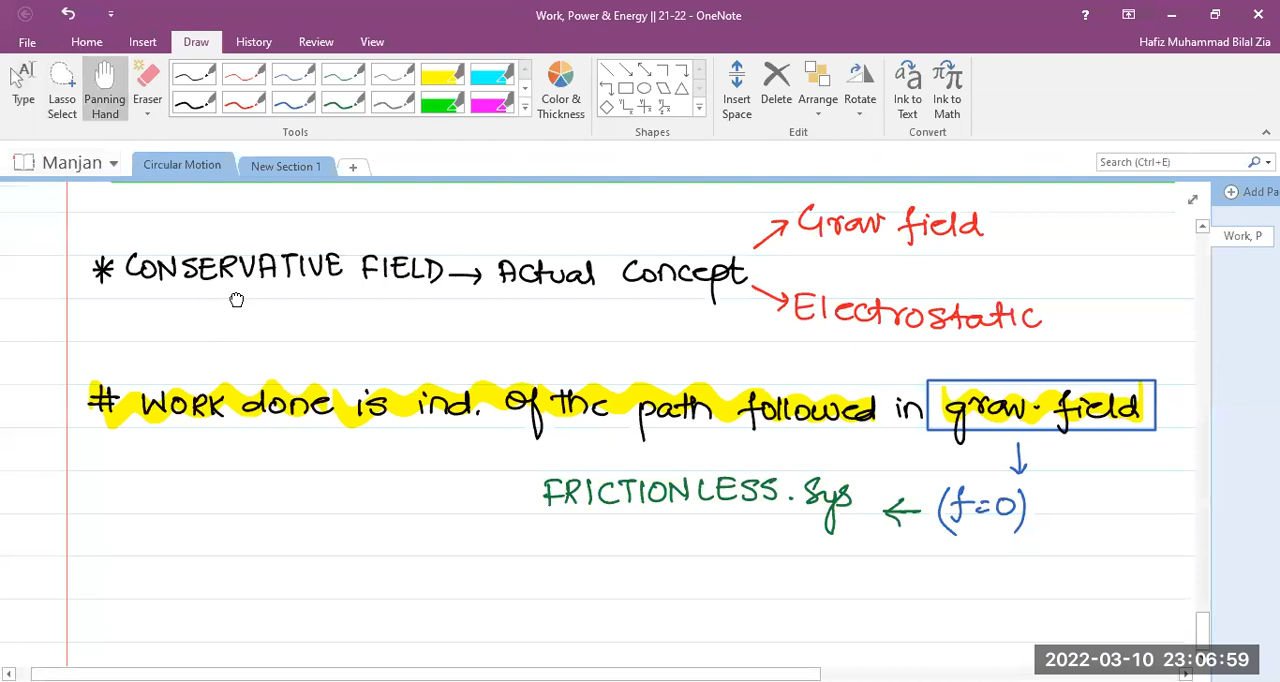 Work, Power & Energy || 21-22 - OneNote
File Home Insert Draw History Review View
Hafiz Muhammad Bilal Zia
Type Lasso Select Panning Hand Eraser
Color & Thickness
Insert Space Delete Arrange Rotate
Ink to Text Ink to Math
Tools Shapes Edit Convert
Manjan Circular Motion New Section 1
Search (Ctrl+E)
Add Pa
Work, P
Grav field
* CONSERVATIVE FIELD → Actual Concept
Electrostatic
# WORK done is ind. Of the path followed in grav. field
FRICTIONLESS. Sys ← (f=0)
2022-03-10 23:06:59